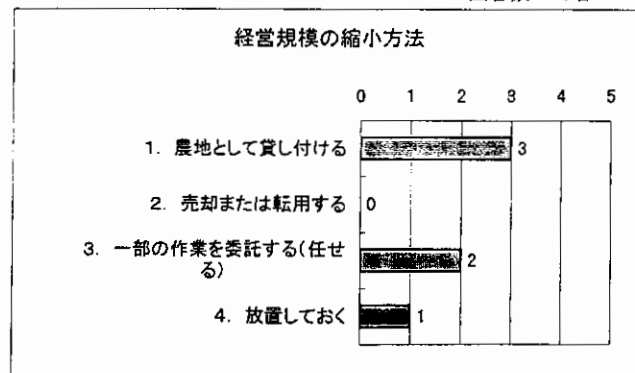 経営規模の縮小方法
0 1 2 3 4 5
1. 農地として貸し付ける 3
2. 売却または転用する 0
3. 一部の作業を委託する(任せ
る) 2
4. 放置しておく 1